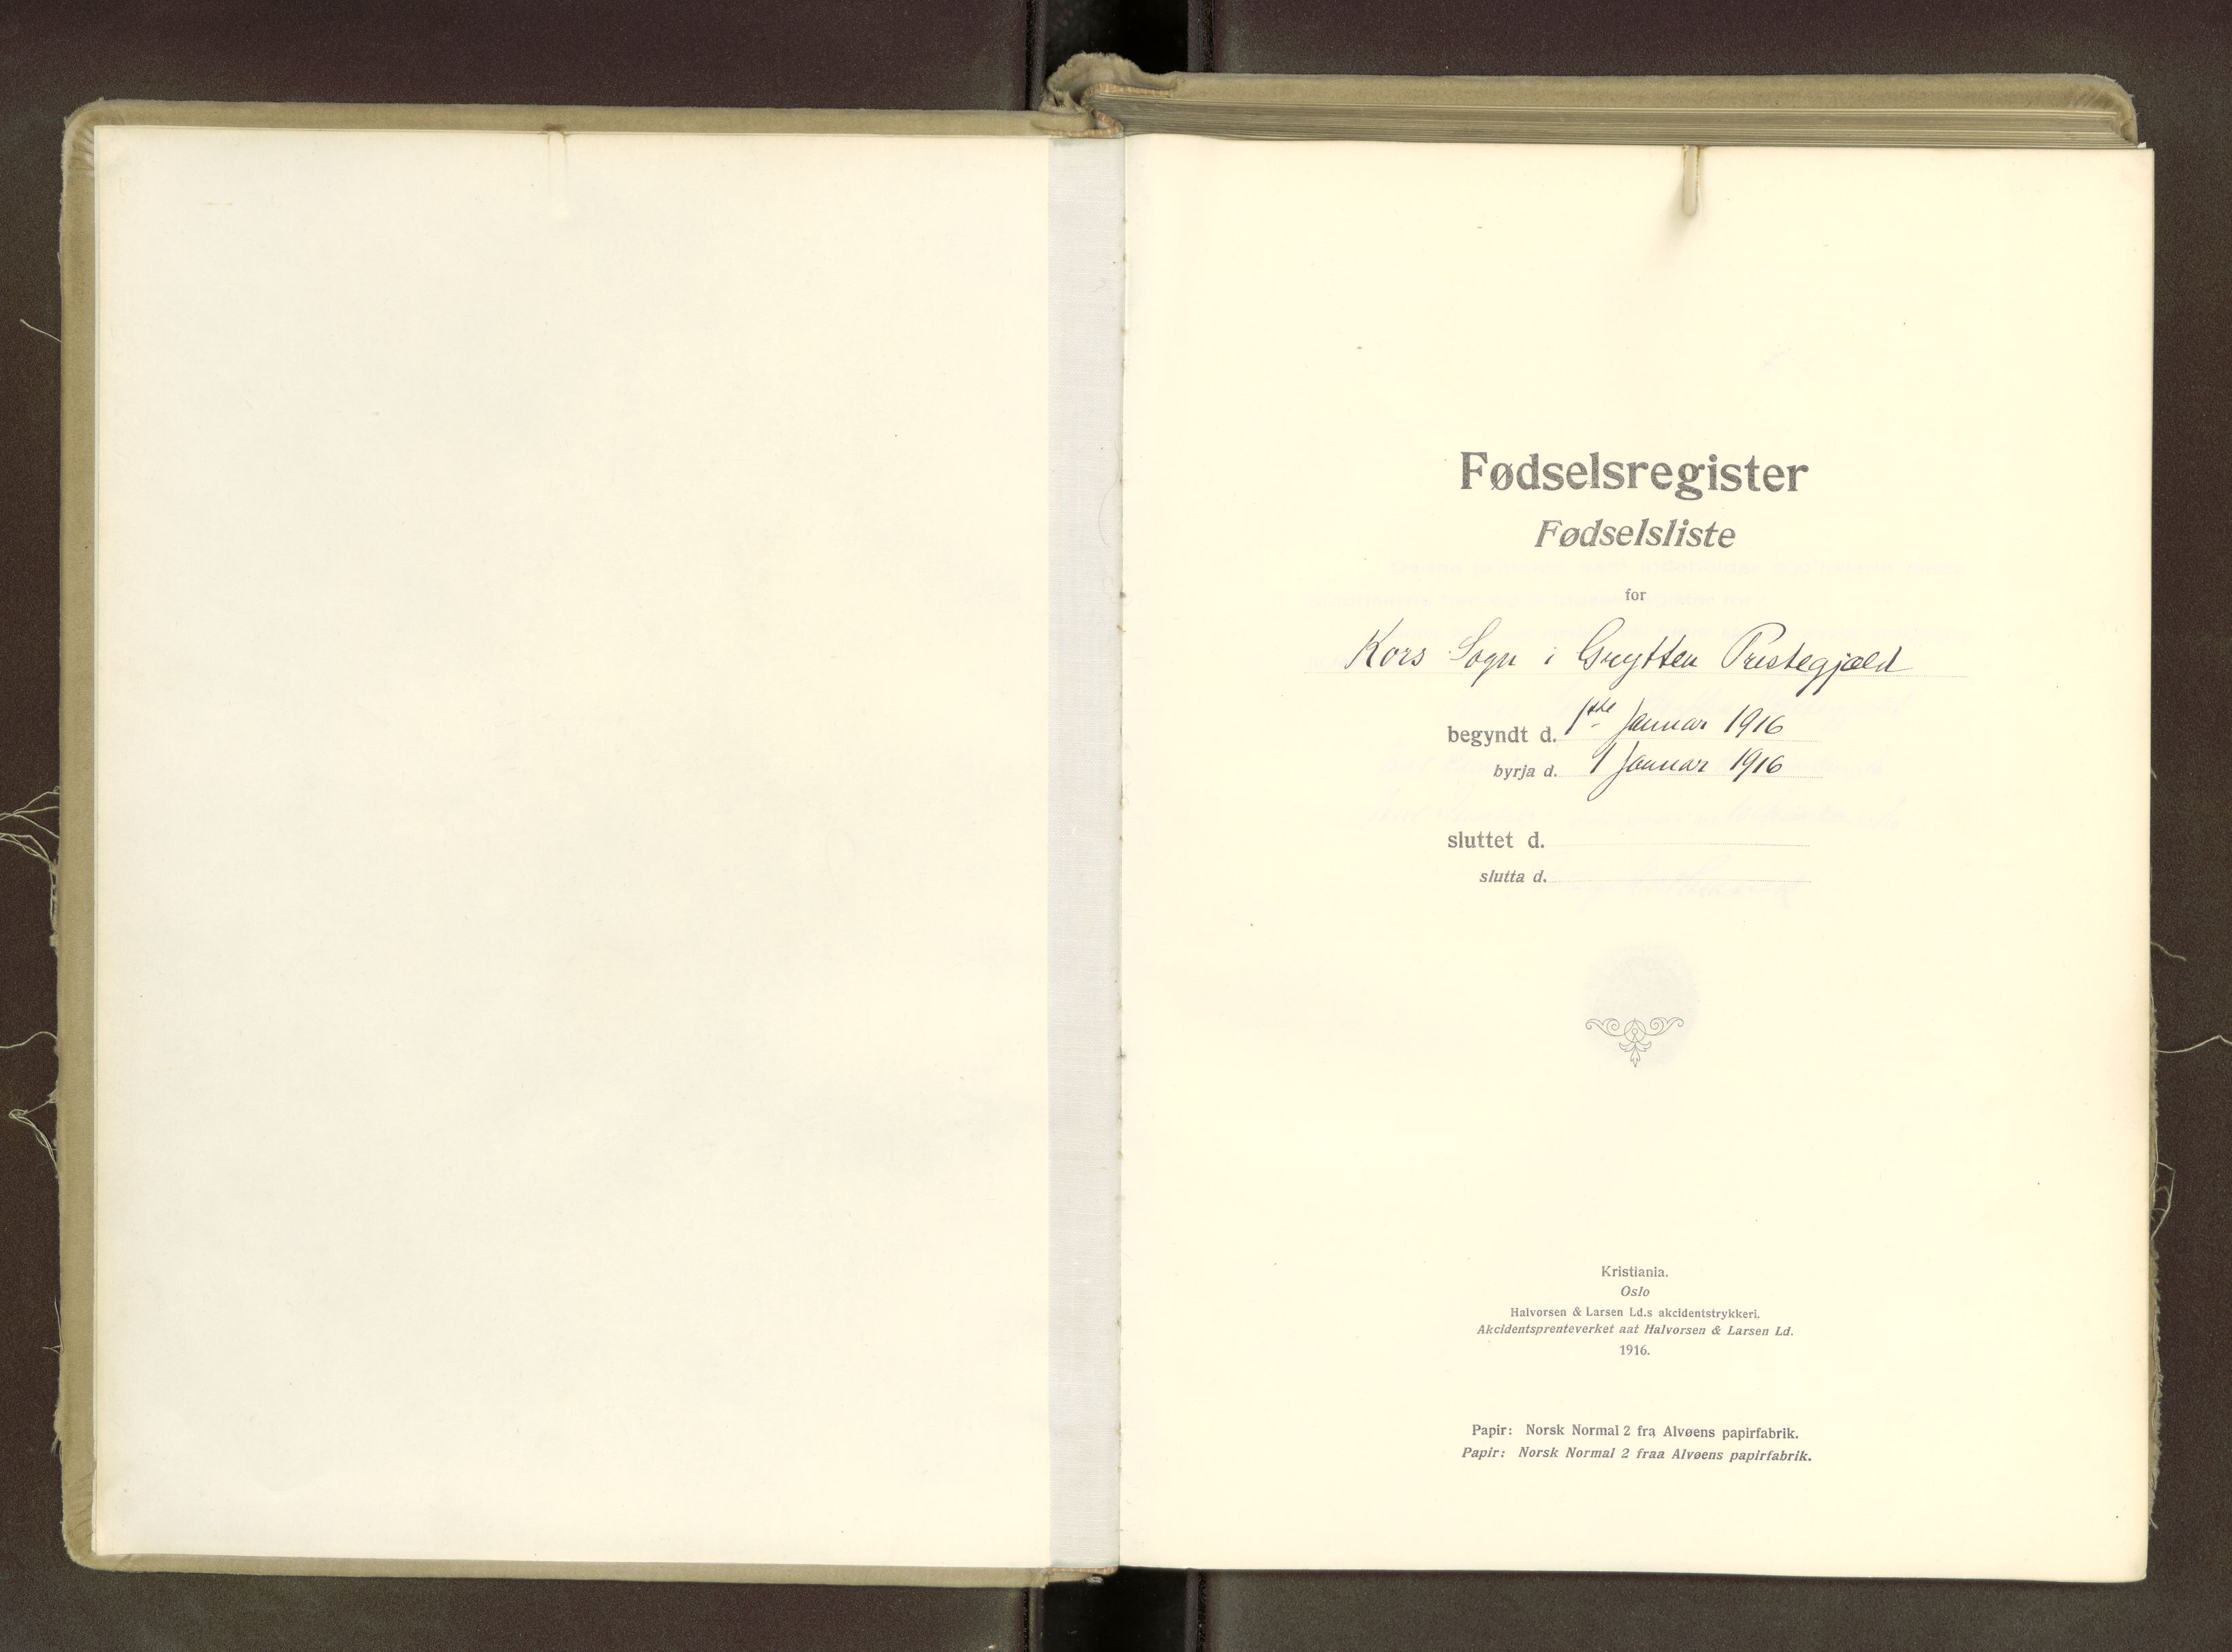 Fødselsregister
Fødselsliste
for
Kors Sogn i Grytten Prestegjæld
begyndt d. 1ste Januar 1916
byrja d. 1 Januar 1916
sluttet d.
slutta d.
Kristiania.
Oslo
Halvorsen & Larsen Ld.s akcidentstrykkeri.
Akcidentsprenteverket aat Halvorsen & Larsen Ld.
1916.
Papir: Norsk Normal 2 fra Alvøens papirfabrik.
Papir: Norsk Normal 2 fraa Alvøens papirfabrik.